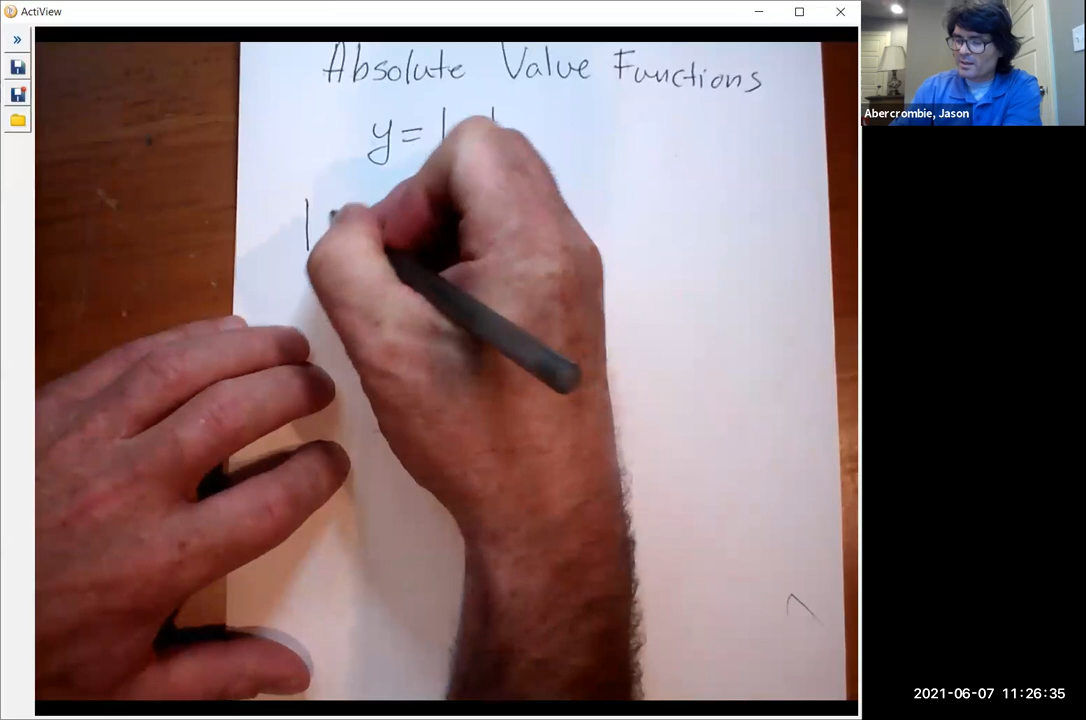 ActiView
Absolute Value Functions
y = | |
|
Abercrombie, Jason
2021-06-07 11:26:35